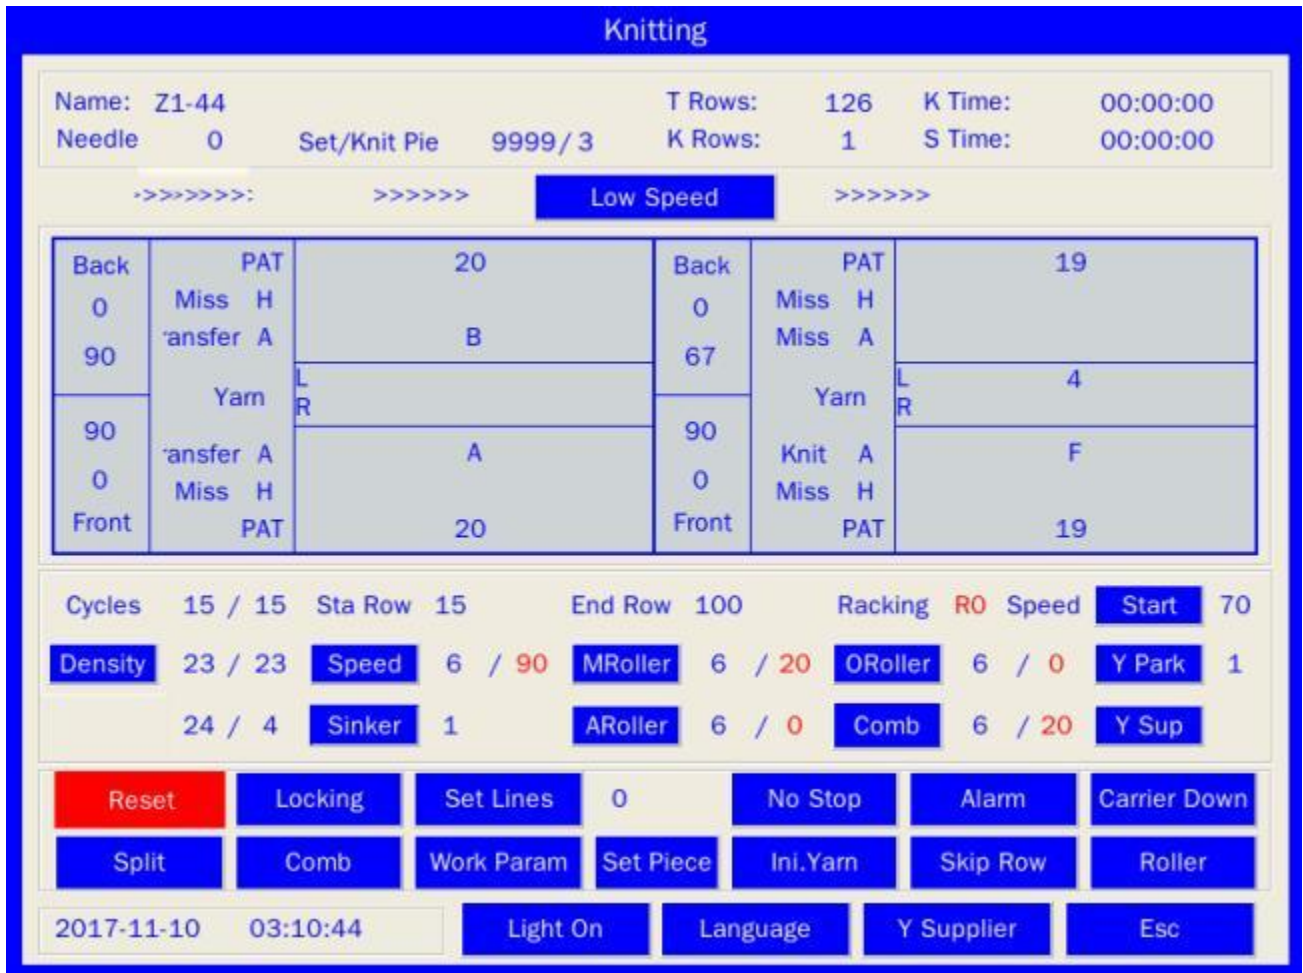 Knitting
Name: Z1-44 T Rows: 126 K Time: 00:00:00
Needle 0 Set/Knit Pie 9999/3 K Rows: 1 S Time: 00:00:00
>>>>>>>: >>>>>> Low Speed >>>>>>
Back PAT 20 Back PAT 19
0 Miss H 0 Miss H
ansfer A B Miss A
90 67
Yarn L Yarn L 4
R R
90 90
ansfer A A Knit A F
0 Miss H 0 Miss H
Front PAT 20 Front PAT 19
Cycles 15 / 15 Sta Row 15 End Row 100 Racking R0 Speed Start 70
Density 23 / 23 Speed 6 / 90 MRoller 6 / 20 ORoller 6 / 0 Y Park 1
24 / 4 Sinker 1 ARoller 6 / 0 Comb 6 / 20 Y Sup
Reset Locking Set Lines 0 No Stop Alarm Carrier Down
Split Comb Work Param Set Piece Ini.Yarn Skip Row Roller
2017-11-10 03:10:44 Light On Language Y Supplier Esc